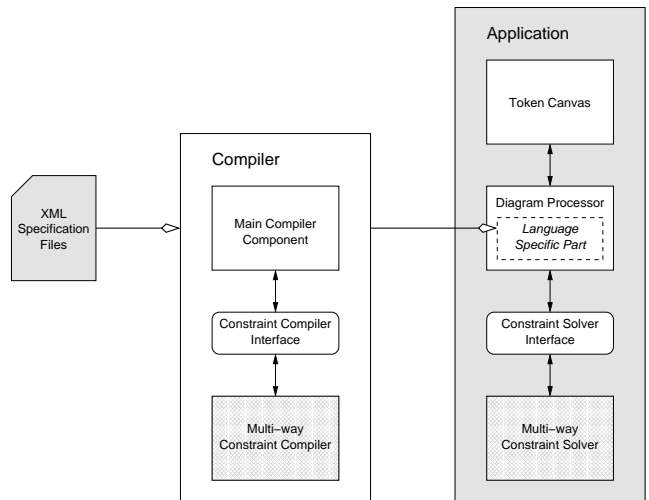 XML
Specification
Files
Compiler
Main Compiler
Component
Constraint Compiler
Interface
Multi−way
Constraint Compiler
Application
Token Canvas
Diagram Processor
Language
Specific Part
Constraint Solver
Interface
Multi−way
Constraint Solver